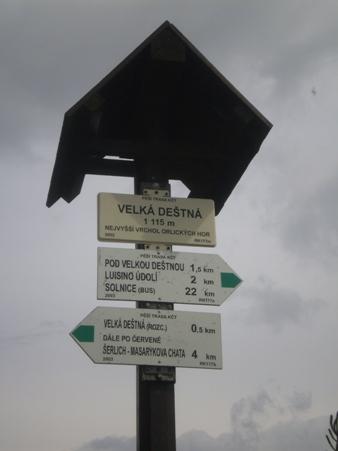 PĚŠÍ TRASA KČT
VELKÁ DEŠTNÁ
1 115 m
NEJVYŠŠÍ VRCHOL ORLICKÝCH HOR
PĚŠÍ TRASA KČT
POD VELKOU DEŠTNOU 1,5 km
LUISINO ÚDOLÍ 2 km
SOLNICE (BUS) 22 km
2003
PĚŠÍ TRASA KČT
VELKÁ DEŠTNÁ (ROZC.) 0,5 km
DÁLE PO ČERVENÉ
ŠERLICH - MASARYKOVA CHATA 4 km
2003